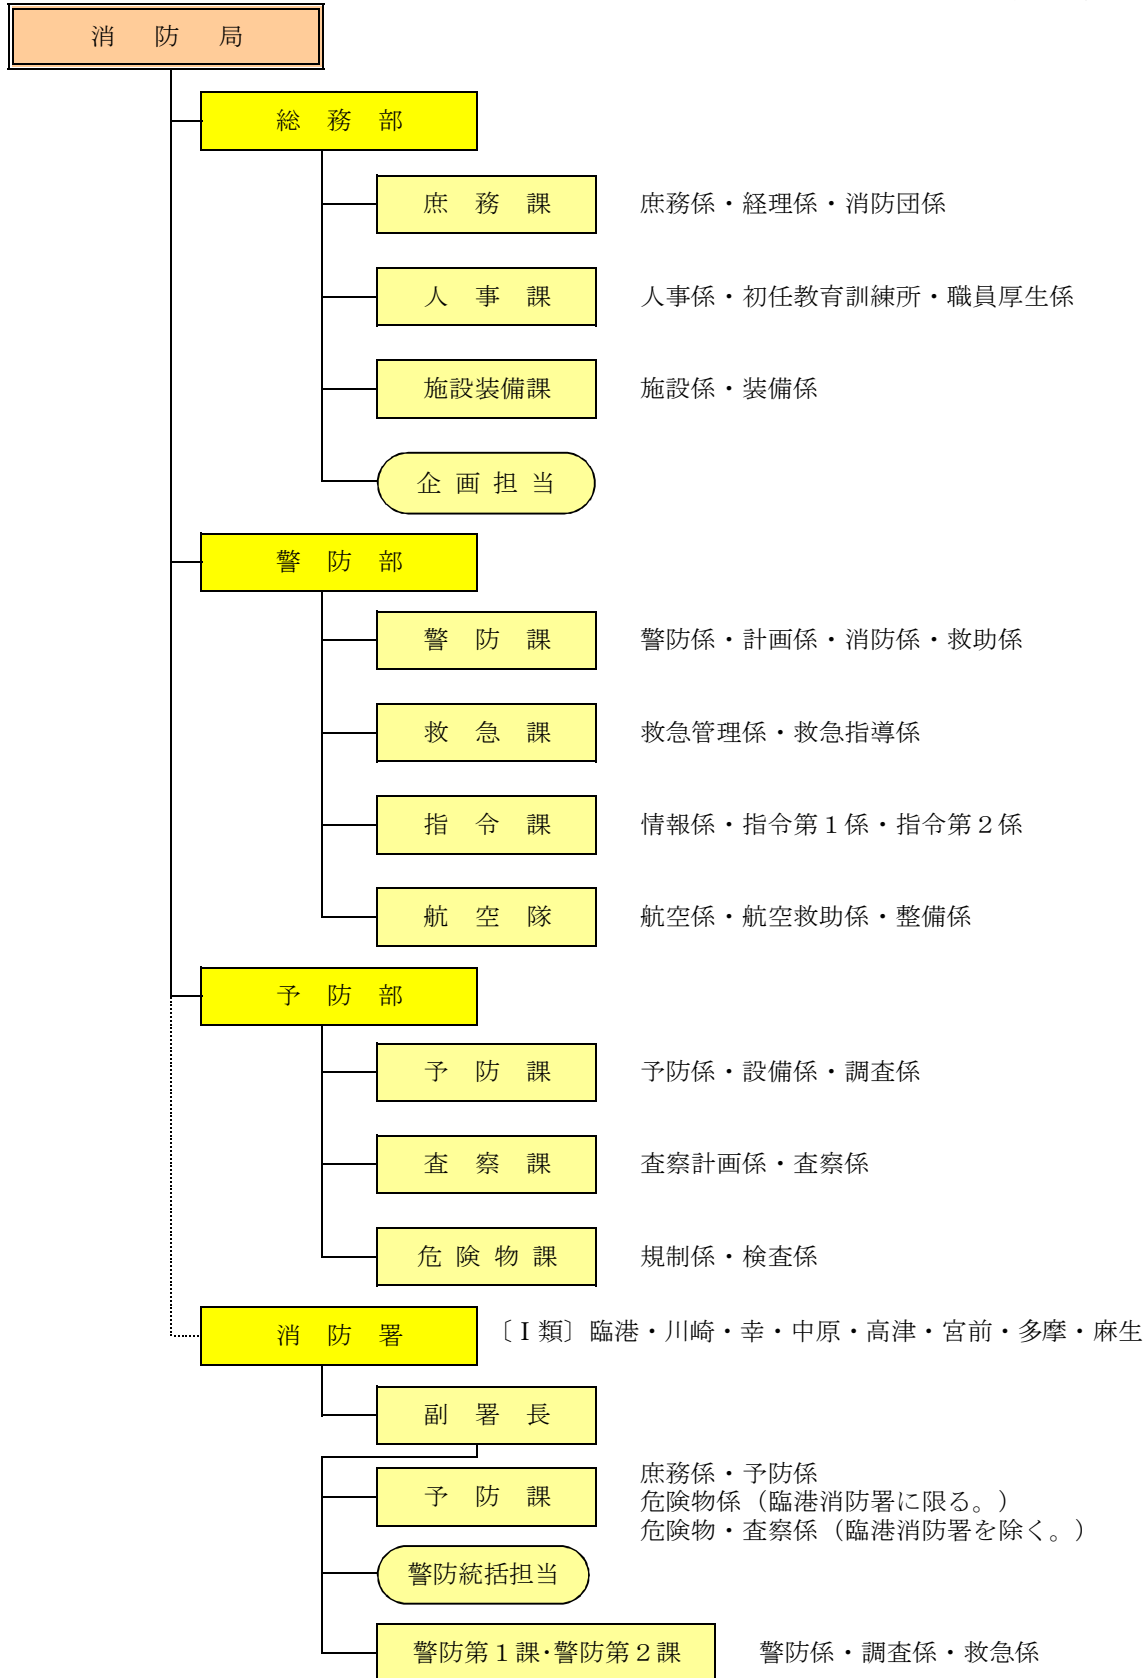 消防局
総務部
庶務課
庶務係・経理係・消防団係
人事課
人事係・初任教育訓練所・職員厚生係
施設装備課
施設係・装備係
企画担当
警防部
警防課
警防係・計画係・消防係・救助係
救急課
救急管理係・救急指導係
指令課
情報係・指令第１係・指令第２係
航空隊
航空係・航空救助係・整備係
予防部
予防課
予防係・設備係・調査係
査察課
査察計画係・査察係
危険物課
規制係・検査係
消防署
〔Ⅰ類〕臨港・川崎・幸・中原・高津・宮前・多摩・麻生
副署長
予防課
庶務係・予防係
危険物係（臨港消防署に限る。）
危険物・査察係（臨港消防署を除く。）
警防統括担当
警防第１課・警防第２課
警防係・調査係・救急係